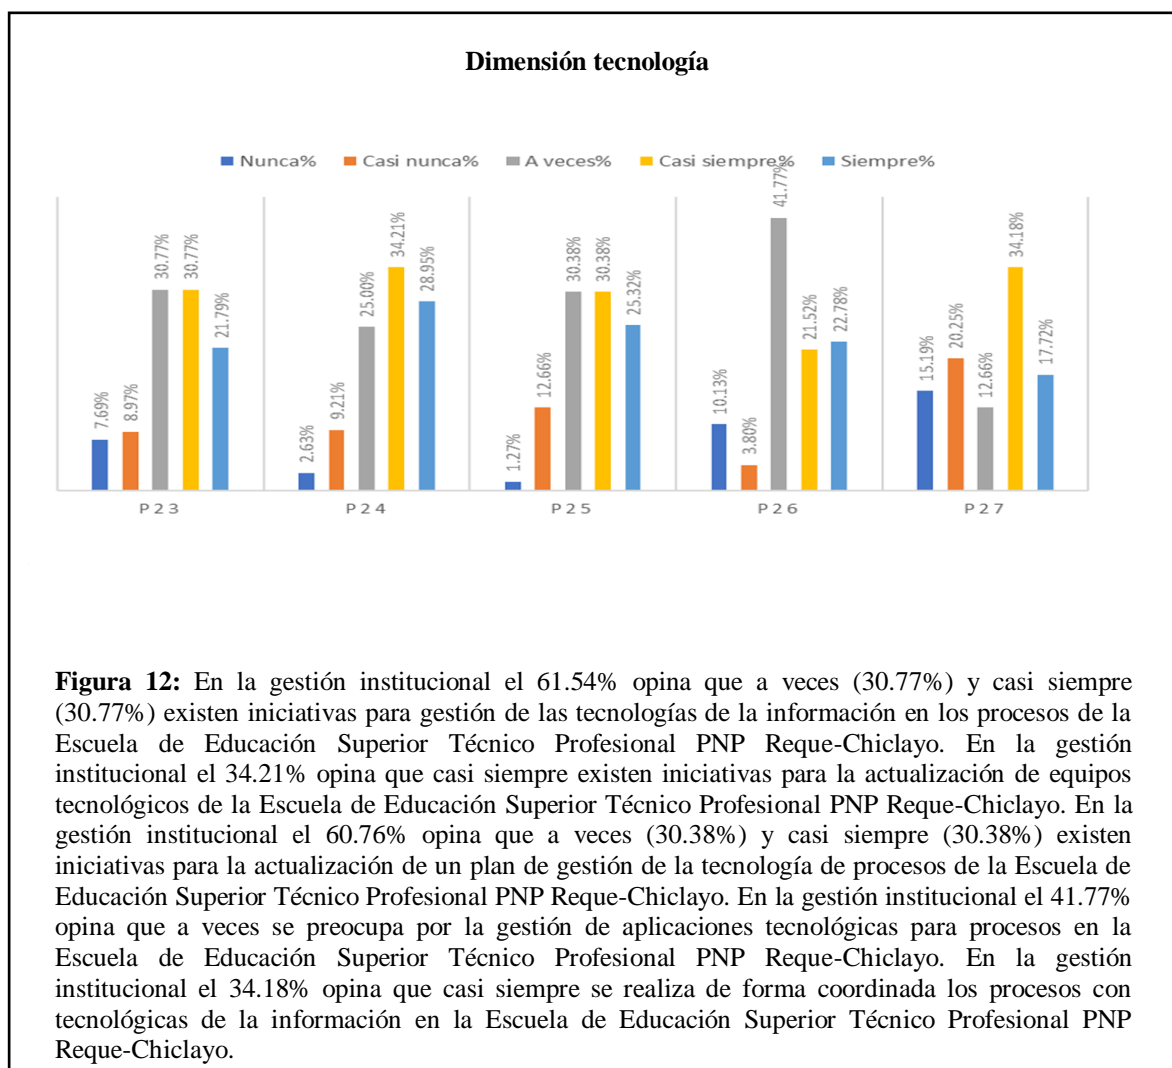 Dimensión tecnología
Nunca% Casi nunca% A veces% Casi siempre% Siempre%
7.69% 8.97% 30.77% 30.77% 21.79% 2.63% 9.21% 25.00% 34.21% 28.95% 1.27% 12.66% 30.38% 30.38% 25.32% 10.13% 3.80% 41.77% 21.52% 22.78% 15.19% 20.25% 12.66% 34.18% 17.72%
P23 P24 P25 P26 P27
Figura 12: En la gestión institucional el 61.54% opina que a veces (30.77%) y casi siempre
(30.77%) existen iniciativas para gestión de las tecnologías de la información en los procesos de la
Escuela de Educación Superior Técnico Profesional PNP Reque-Chiclayo. En la gestión
institucional el 34.21% opina que casi siempre existen iniciativas para la actualización de equipos
tecnológicos de la Escuela de Educación Superior Técnico Profesional PNP Reque-Chiclayo. En la
gestión institucional el 60.76% opina que a veces (30.38%) y casi siempre (30.38%) existen
iniciativas para la actualización de un plan de gestión de la tecnología de procesos de la Escuela de
Educación Superior Técnico Profesional PNP Reque-Chiclayo. En la gestión institucional el 41.77%
opina que a veces se preocupa por la gestión de aplicaciones tecnológicas para procesos en la
Escuela de Educación Superior Técnico Profesional PNP Reque-Chiclayo. En la gestión
institucional el 34.18% opina que casi siempre se realiza de forma coordinada los procesos con
tecnológicas de la información en la Escuela de Educación Superior Técnico Profesional PNP
Reque-Chiclayo.